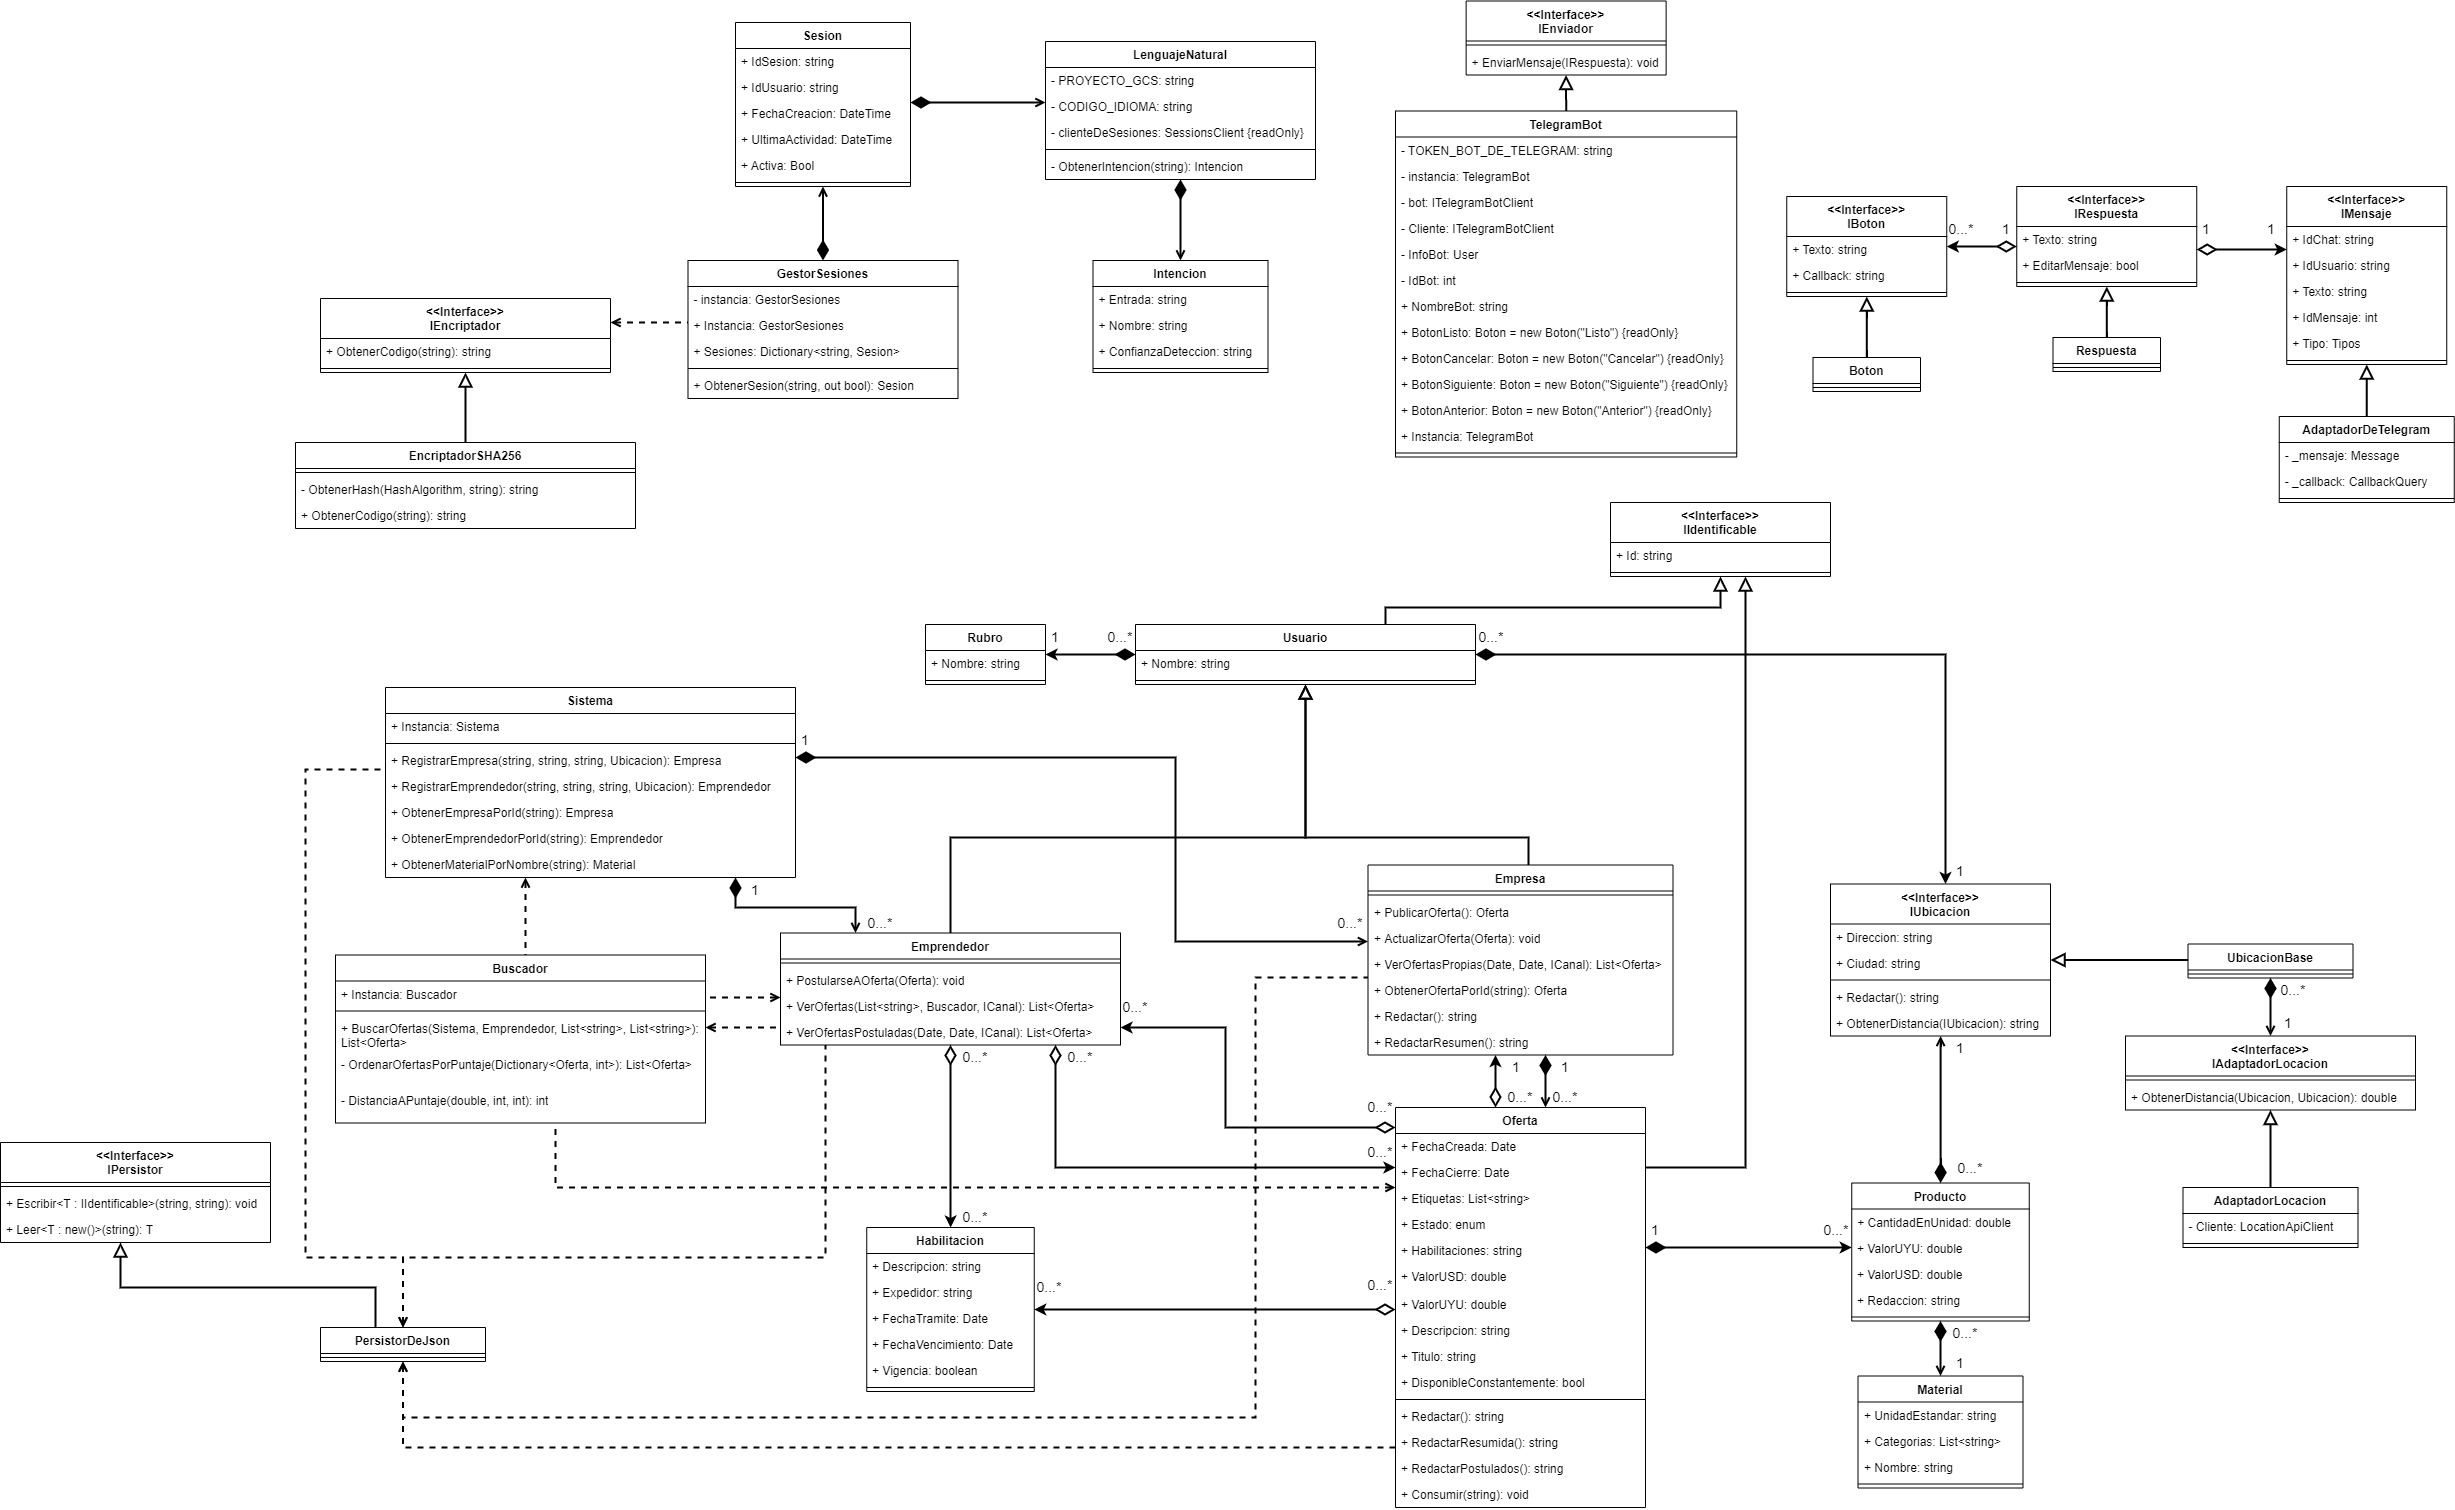 Sesion
+ IdSesion: string
+ IdUsuario: string
+ FechaCreacion: DateTime
+ UltimaActividad: DateTime
+ Activa: Bool
LenguajeNatural
- PROYECTO_GCS: string
- CODIGO_IDIOMA: string
- clienteDeSesiones: SessionsClient {readOnly}
- ObtenerIntencion(string): Intencion
GestorSesiones
- instancia: GestorSesiones
+ Instancia: GestorSesiones
+ Sesiones: Dictionary<string, Sesion>
+ ObtenerSesion(string, out bool): Sesion
Intencion
+ Entrada: string
+ Nombre: string
+ ConfianzaDeteccion: string
<<Interface>>
IEncriptador
+ ObtenerCodigo(string): string
EncriptadorSHA256
- ObtenerHash(HashAlgorithm, string): string
+ ObtenerCodigo(string): string
<<Interface>>
IEnviador
+ EnviarMensaje(IRespuesta): void
TelegramBot
- TOKEN_BOT_DE_TELEGRAM: string
- instancia: TelegramBot
- bot: ITelegramBotClient
- Cliente: ITelegramBotClient
- InfoBot: User
- IdBot: int
+ NombreBot: string
+ BotonListo: Boton = new Boton("Listo") {readOnly}
+ BotonCancelar: Boton = new Boton("Cancelar") {readOnly}
+ BotonSiguiente: Boton = new Boton("Siguiente") {readOnly}
+ BotonAnterior: Boton = new Boton("Anterior") {readOnly}
+ Instancia: TelegramBot
<<Interface>>
IBoton
+ Texto: string
+ Callback: string
0...*
1
<<Interface>>
IRespuesta
+ Texto: string
+ EditarMensaje: bool
1
1
<<Interface>>
IMensaje
+ IdChat: string
+ IdUsuario: string
+ Texto: string
+ IdMensaje: int
+ Tipo: Tipos
Boton
Respuesta
AdaptadorDeTelegram
- _mensaje: Message
- _callback: CallbackQuery
<<Interface>>
IIdentificable
+ Id: string
Rubro
+ Nombre: string
1
0...*
Usuario
+ Nombre: string
0...*
Sistema
+ Instancia: Sistema
+ RegistrarEmpresa(string, string, string, Ubicacion): Empresa
+ RegistrarEmprendedor(string, string, string, Ubicacion): Emprendedor
+ ObtenerEmpresaPorId(string): Empresa
+ ObtenerEmprendedorPorId(string): Emprendedor
+ ObtenerMaterialPorNombre(string): Material
1
1
0...*
0...*
1
Buscador
+ Instancia: Buscador
+ BuscarOfertas(Sistema, Emprendedor, List<string>, List<string>):
List<Oferta>
- OrdenarOfertasPorPuntaje(Dictionary<Oferta, int>): List<Oferta>
- DistanciaAPuntaje(double, int, int): int
Emprendedor
+ PostularseAOferta(Oferta): void
+ VerOfertas(List<string>, Buscador, ICanal): List<Oferta>
+ VerOfertasPostuladas(Date, Date, ICanal): List<Oferta>
0...*
0...*
0...*
Empresa
+ PublicarOferta(): Oferta
+ ActualizarOferta(Oferta): void
+ VerOfertasPropias(Date, Date, ICanal): List<Oferta>
+ ObtenerOfertaPorId(string): Oferta
+ Redactar(): string
+ RedactarResumen(): string
1
1
0...*
0...*
<<Interface>>
IUbicacion
+ Direccion: string
+ Ciudad: string
+ Redactar(): string
+ ObtenerDistancia(IUbicacion): string
1
UbicacionBase
0...*
1
<<Interface>>
IAdaptadorLocacion
+ ObtenerDistancia(Ubicacion, Ubicacion): double
AdaptadorLocacion
- Cliente: LocationApiClient
<<Interface>>
IPersistor
+ Escribir<T : IIdentificable>(string, string): void
+ Leer<T : new()>(string): T
PersistorDeJson
0...*
Habilitacion
+ Descripcion: string
+ Expedidor: string
+ FechaTramite: Date
+ FechaVencimiento: Date
+ Vigencia: boolean
0...*
0...*
0...*
0...*
Oferta
+ FechaCreada: Date
+ FechaCierre: Date
+ Etiquetas: List<string>
+ Estado: enum
+ Habilitaciones: string
+ ValorUSD: double
+ ValorUYU: double
+ Descripcion: string
+ Titulo: string
+ DisponibleConstantemente: bool
+ Redactar(): string
+ RedactarResumida(): string
+ RedactarPostulados(): string
+ Consumir(string): void
1
0...*
0...*
Producto
+ CantidadEnUnidad: double
+ ValorUYU: double
+ ValorUSD: double
+ Redaccion: string
0...*
1
Material
+ UnidadEstandar: string
+ Categorias: List<string>
+ Nombre: string